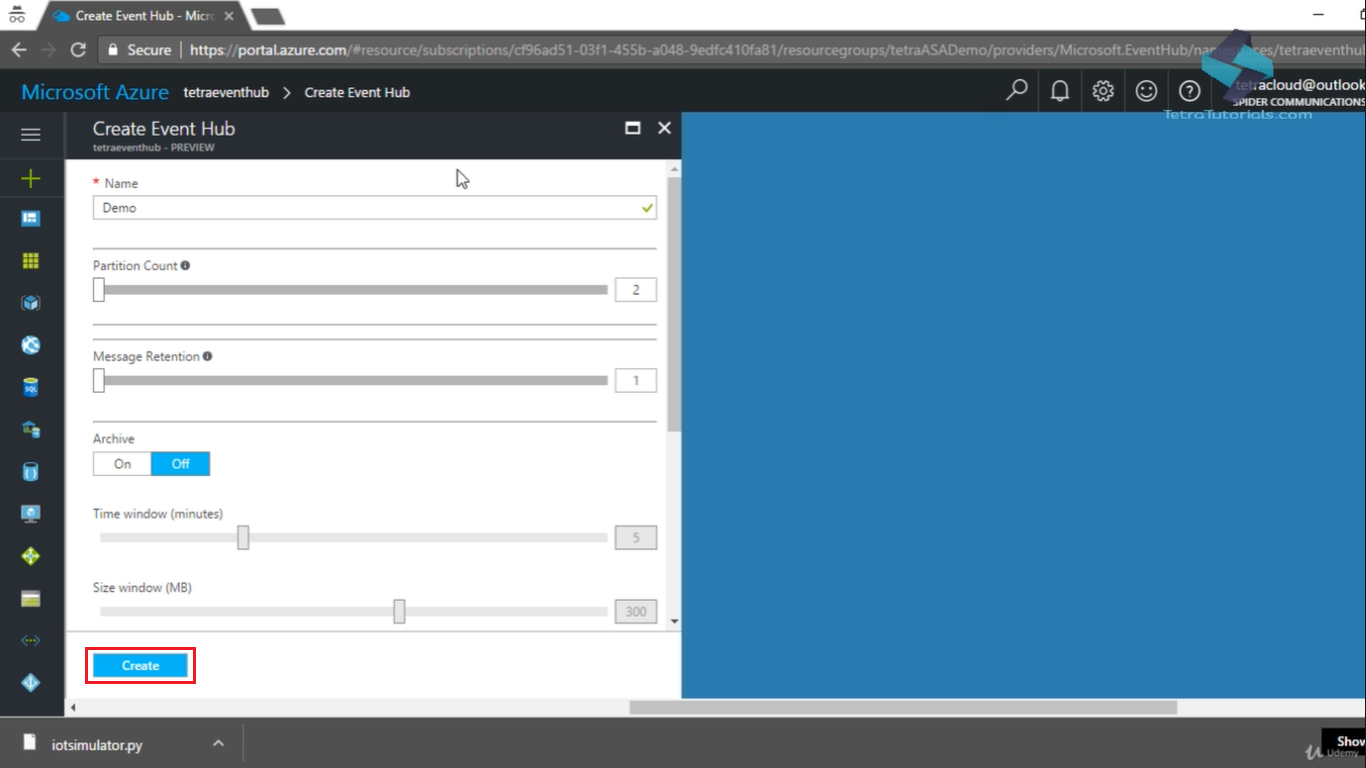 Create Event Hub - Micro
Secure | https://portal.azure.com/#resource/subscriptions/cf96ad51-03f1-455b-a048-9edfc410fa81/resourcegroups/tetraASADemo/providers/Microsoft.EventHub/namespaces/tetraeventhub
Microsoft Azure tetraeventhub > Create Event Hub
tetracloud@outlook
SPIDER COMMUNICATIONS
TetraTutorials.com
Create Event Hub
tetraeventhub - PREVIEW
* Name
Demo
Partition Count
2
Message Retention
1
Archive
On Off
Time window (minutes)
5
Size window (MB)
300
Create
iotsimulator.py
Show
Udemy